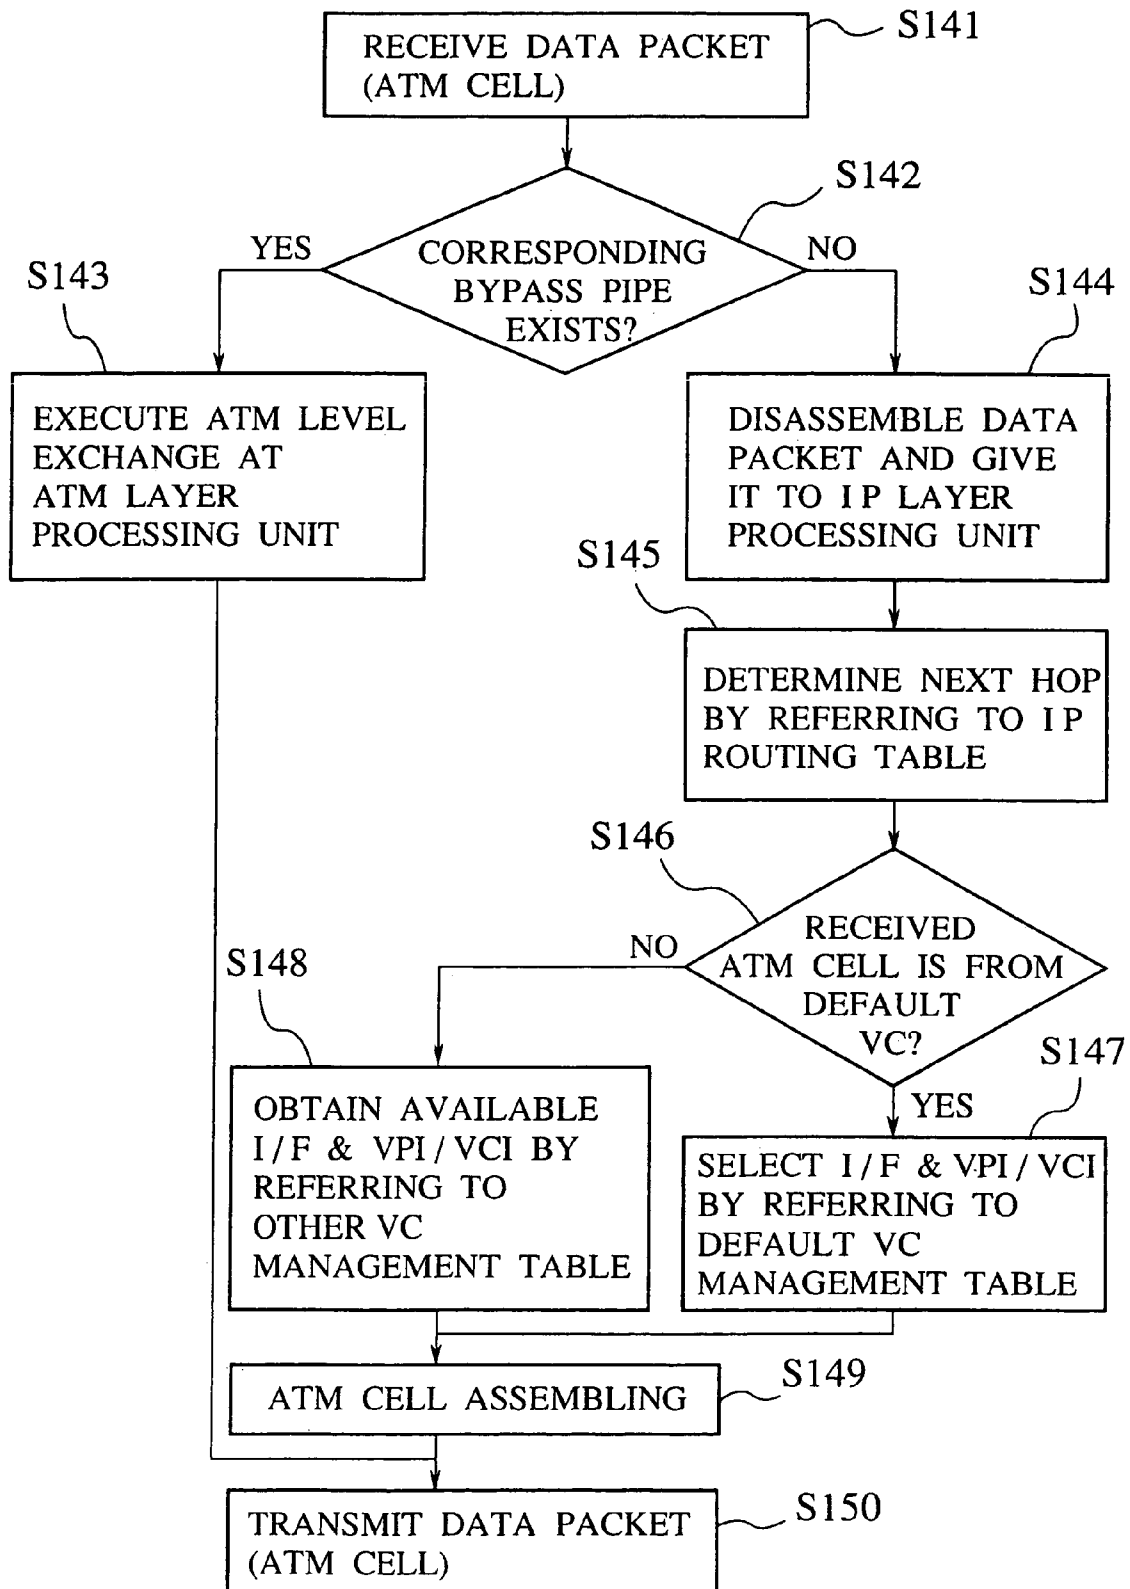 RECEIVE DATA PACKET
(ATM CELL)
S141
S142
CORRESPONDING
BYPASS PIPE
EXISTS?
YES
NO
S143
EXECUTE ATM LEVEL
EXCHANGE AT
ATM LAYER
PROCESSING UNIT
S144
DISASSEMBLE DATA
PACKET AND GIVE
IT TO IP LAYER
PROCESSING UNIT
S145
DETERMINE NEXT HOP
BY REFERRING TO IP
ROUTING TABLE
S146
RECEIVED
ATM CELL IS FROM
DEFAULT
VC?
NO
YES
S148
OBTAIN AVAILABLE
I/F & VPI/VCI BY
REFERRING TO
OTHER VC
MANAGEMENT TABLE
S147
SELECT I/F & VPI/VCI
BY REFERRING TO
DEFAULT VC
MANAGEMENT TABLE
ATM CELL ASSEMBLING
S149
TRANSMIT DATA PACKET
(ATM CELL)
S150